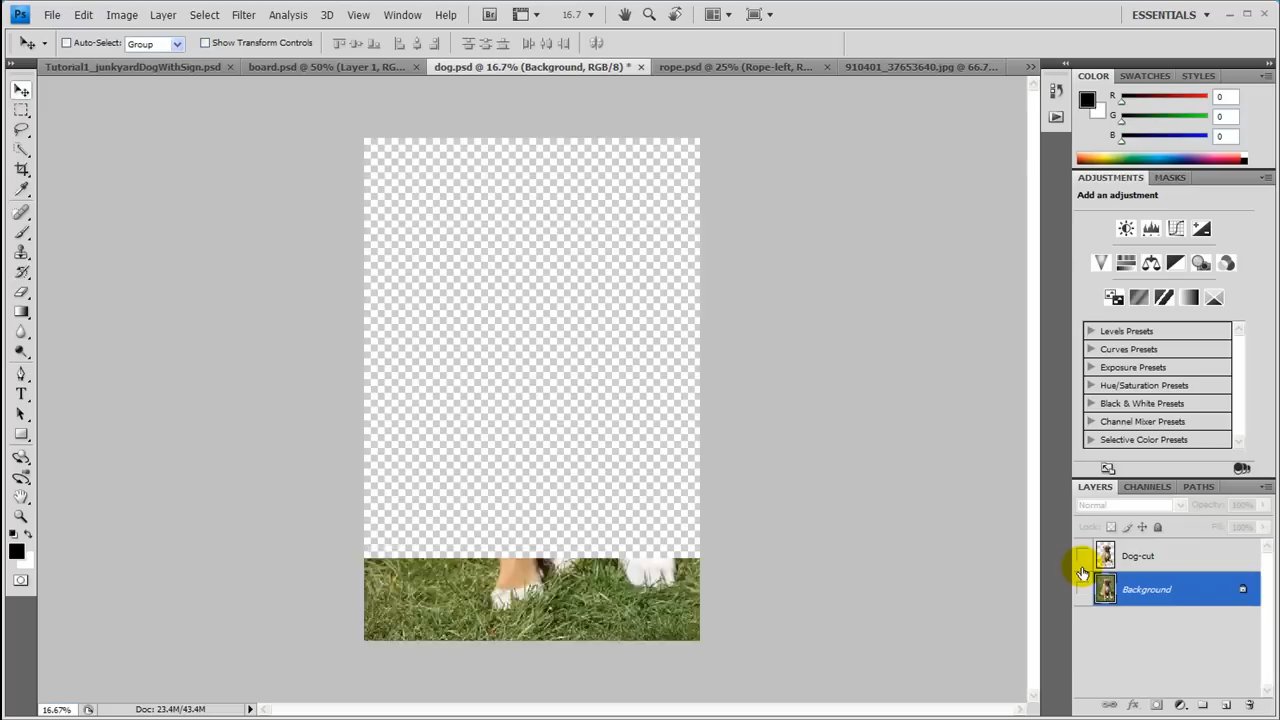 Ps File Edit Image Layer Select Filter Analysis 3D View Window Help Br 16.7 ESSENTIALS
Auto-Select: Group Show Transform Controls
Tutorial1_junkyardDogWithSign.psd board.psd @ 50% (Layer 1, RG... dog.psd @ 16.7% (Background, RGB/8) * rope.psd @ 25% (Rope-left, R... 910401_37653640.jpg @ 66.7...
COLOR SWATCHES STYLES
R 0
G 0
B 0
ADJUSTMENTS MASKS
Add an adjustment
Levels Presets
Curves Presets
Exposure Presets
Hue/Saturation Presets
Black & White Presets
Channel Mixer Presets
Selective Color Presets
LAYERS CHANNELS PATHS
Normal Opacity: 100%
Lock: Fill: 100%
Dog-cut
Background
16.67% Doc: 23.4M/43.4M